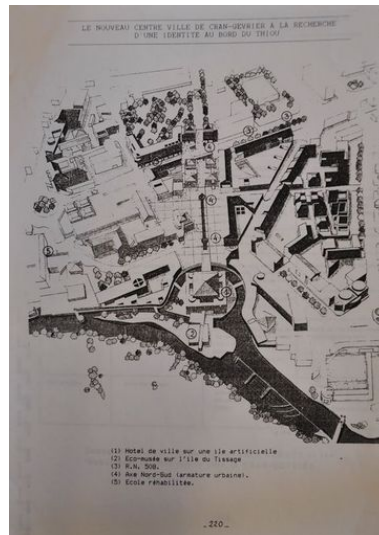 LE NOUVEAU CENTRE VILLE DE CRAN-GEVRIER A LA RECHERCHE
D'UNE IDENTITE AU BORD DU THIOU
(1) Hotel de ville sur une ile artificielle
(2) Eco-musée sur l'ile du Tissage
(3) R.N. 508.
(4) Axe Nord-Sud (armature urbaine).
(5) Ecole réhabilitée.
_220_